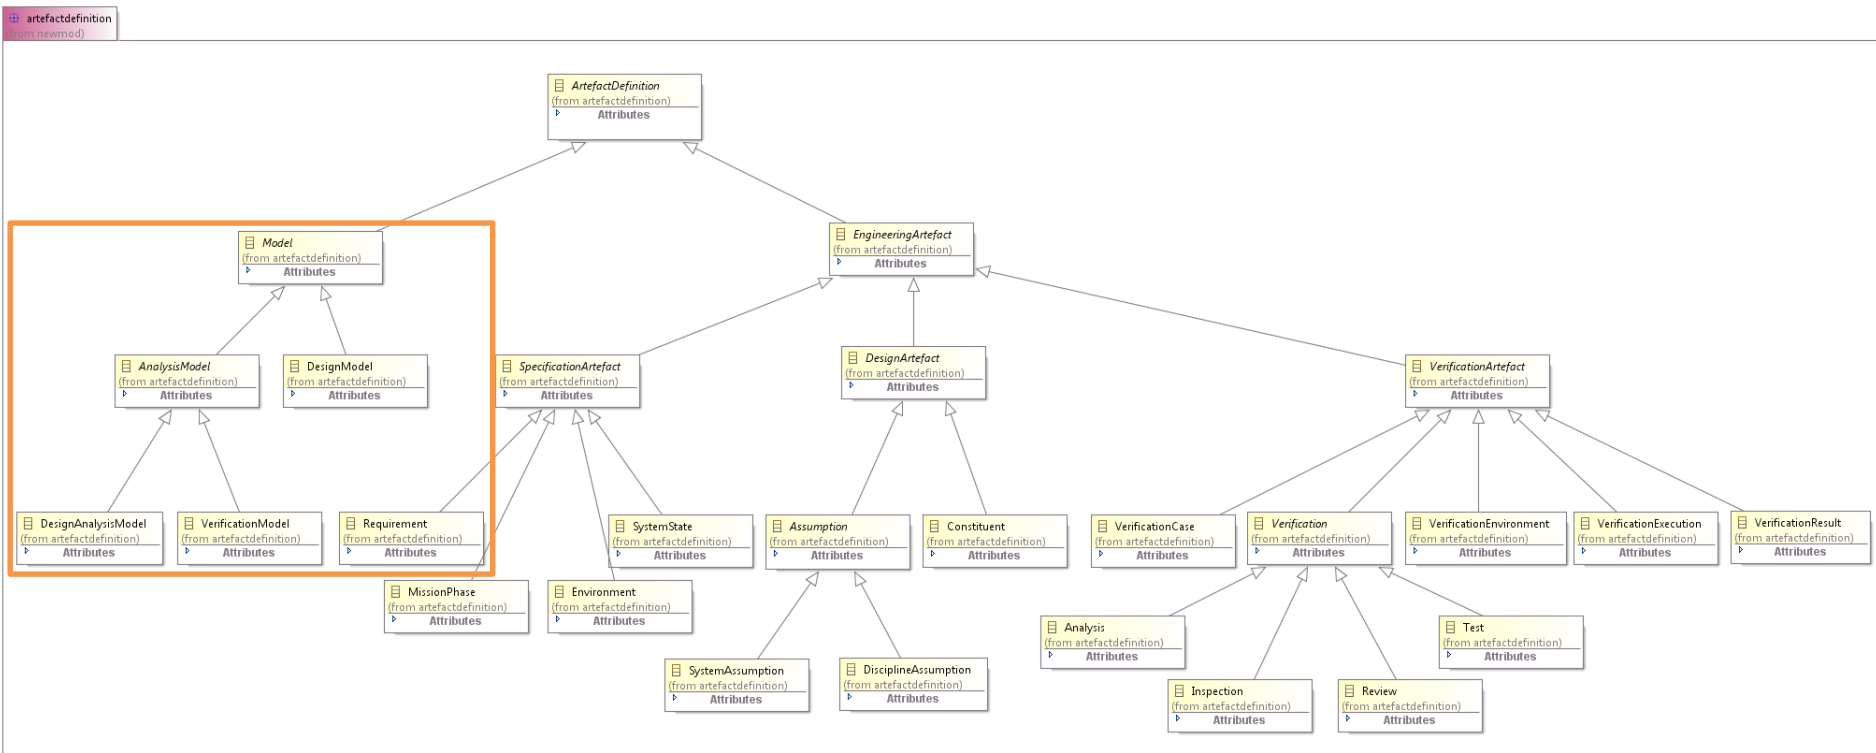 artefactdefinition
(from newmod)
ArtefactDefinition
(from artefactdefinition)
Attributes
Model
(from artefactdefinition)
Attributes
EngineeringArtefact
(from artefactdefinition)
Attributes
AnalysisModel
(from artefactdefinition)
Attributes
DesignModel
(from artefactdefinition)
Attributes
SpecificationArtefact
(from artefactdefinition)
Attributes
DesignArtefact
(from artefactdefinition)
Attributes
VerificationArtefact
(from artefactdefinition)
Attributes
DesignAnalysisModel
(from artefactdefinition)
Attributes
VerificationModel
(from artefactdefinition)
Attributes
Requirement
(from artefactdefinition)
Attributes
SystemState
(from artefactdefinition)
Attributes
Assumption
(from artefactdefinition)
Attributes
Constituent
(from artefactdefinition)
Attributes
VerificationCase
(from artefactdefinition)
Attributes
Verification
(from artefactdefinition)
Attributes
VerificationEnvironment
(from artefactdefinition)
Attributes
VerificationExecution
(from artefactdefinition)
Attributes
VerificationResult
(from artefactdefinition)
Attributes
MissionPhase
(from artefactdefinition)
Attributes
Environment
(from artefactdefinition)
Attributes
Analysis
(from artefactdefinition)
Attributes
Test
(from artefactdefinition)
Attributes
SystemAssumption
(from artefactdefinition)
Attributes
DisciplineAssumption
(from artefactdefinition)
Attributes
Inspection
(from artefactdefinition)
Attributes
Review
(from artefactdefinition)
Attributes